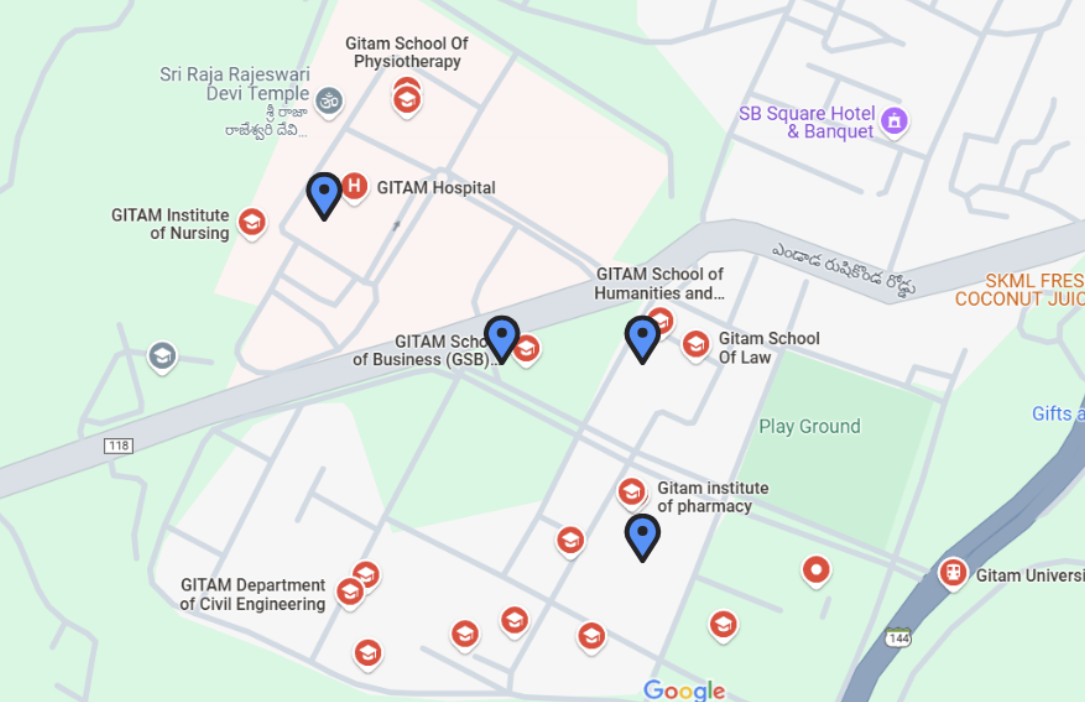 Gitam School Of
Physiotherapy
Sri Raja Rajeswari
Devi Temple
శ్రీ రాజా
రాజేశ్వరి దేవి...
SB Square Hotel
& Banquet
H
GITAM Hospital
GITAM Institute
of Nursing
ఎండాడ రుషికొండ రోడ్డు
GITAM School of
Humanities and...
SKML FRES
COCONUT JUIC
GITAM Scho
of Business (GSB)...
Gitam School
Of Law
Gifts a
Play Ground
118
Gitam institute
of pharmacy
GITAM Department
of Civil Engineering
Gitam Universi
144
Google